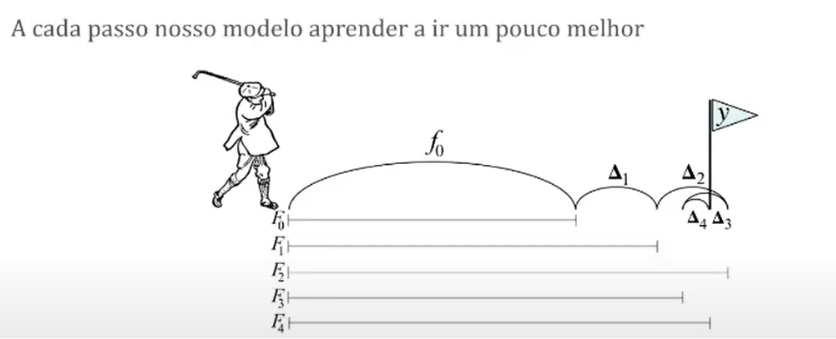 A cada passo nosso modelo aprender a ir um pouco melhor
f₀
y
Δ₁
Δ₂
Δ₄ Δ₃
F₀
F₁
F₂
F₃
F₄